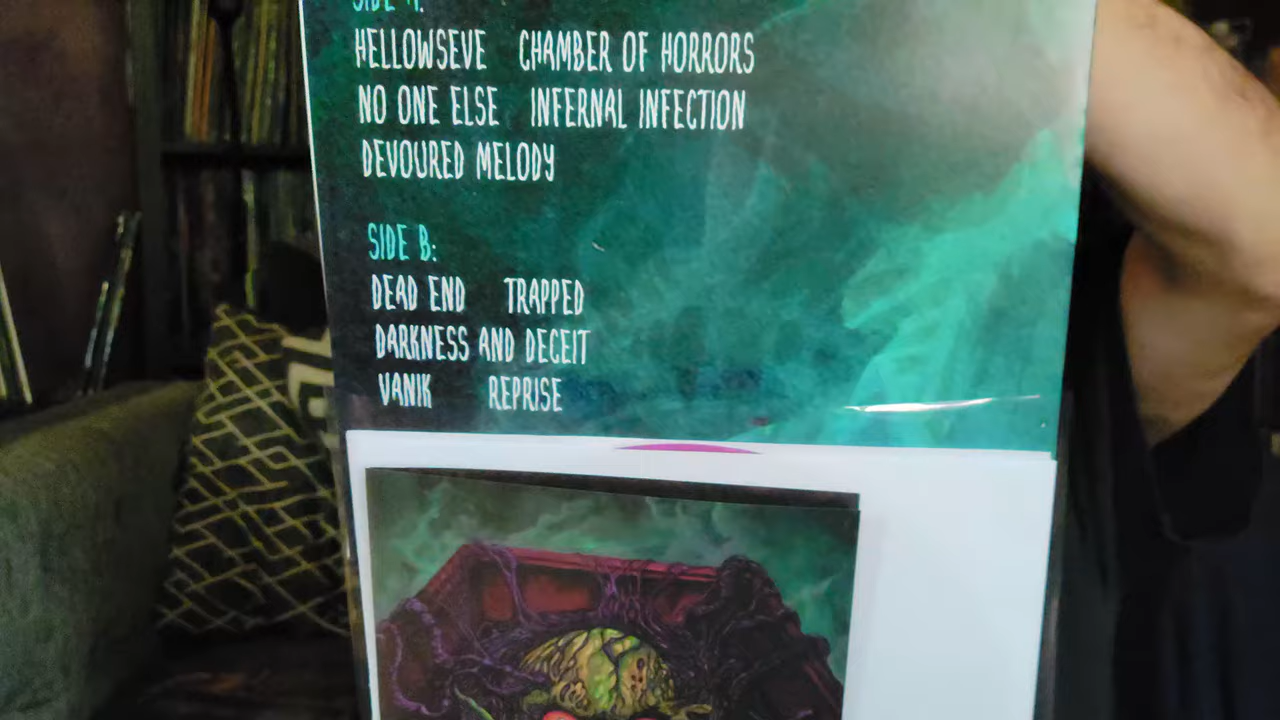 SIDE A:
HELLOWSEVE CHAMBER OF HORRORS
NO ONE ELSE INFERNAL INFECTION
DEVOURED MELODY
SIDE B:
DEAD END TRAPPED
DARKNESS AND DECEIT
VANIK REPRISE